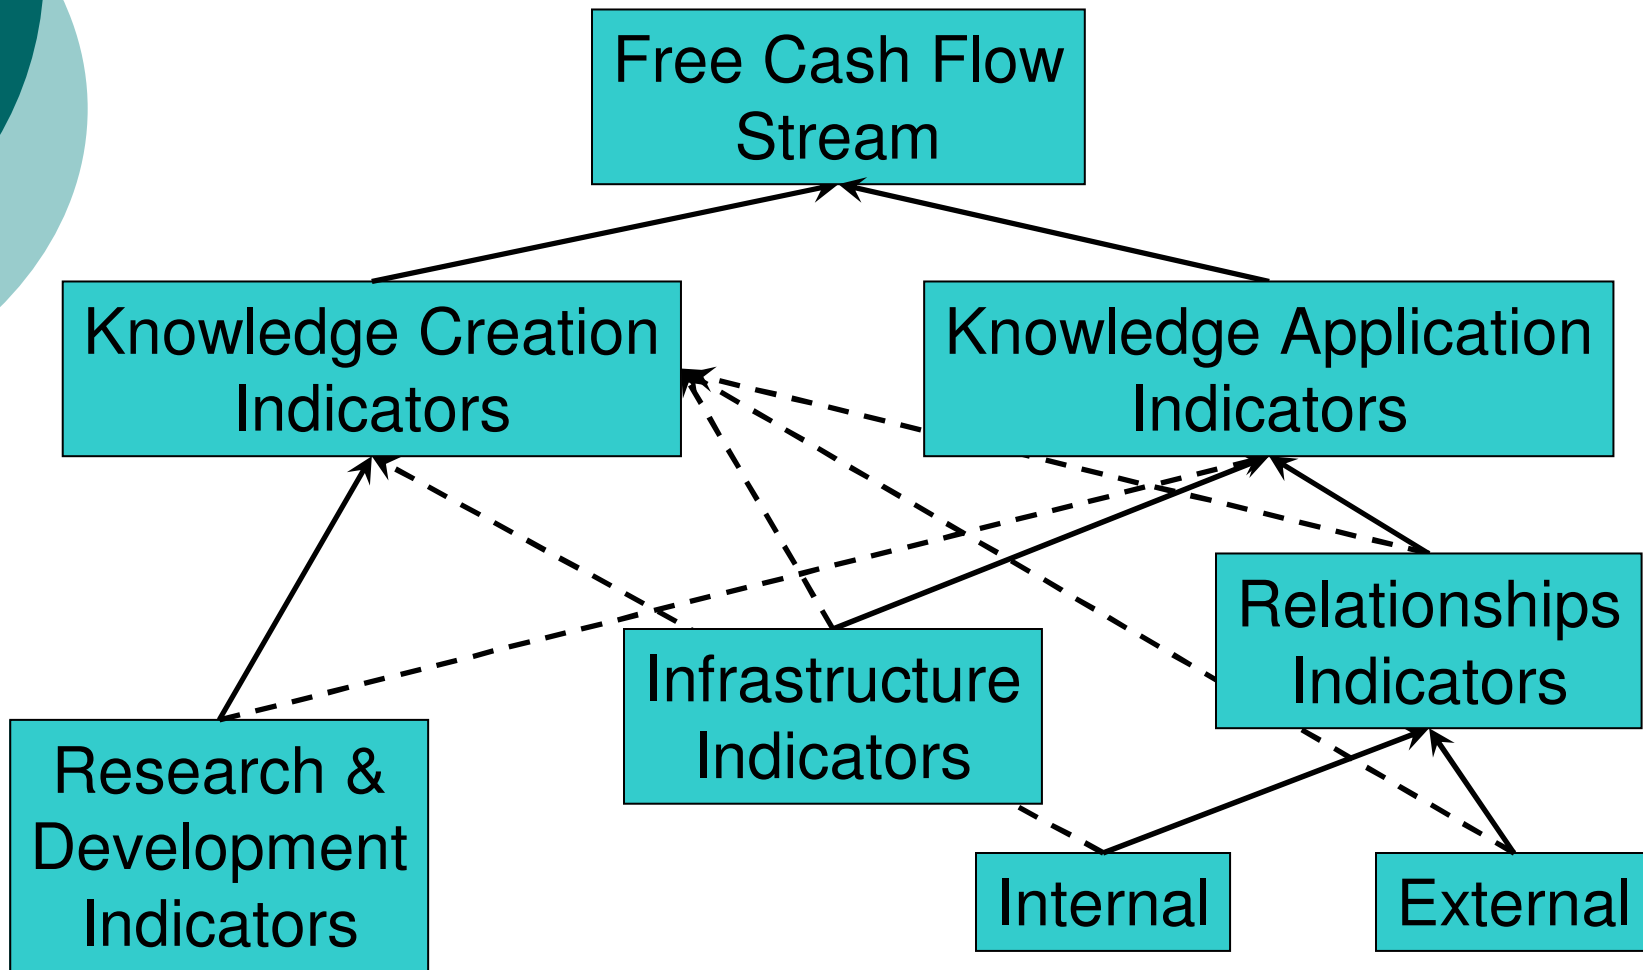 Free Cash Flow
Stream
Knowledge Creation
Indicators
Knowledge Application
Indicators
Relationships
Indicators
Infrastructure
Indicators
Research &
Development
Indicators
Internal
External